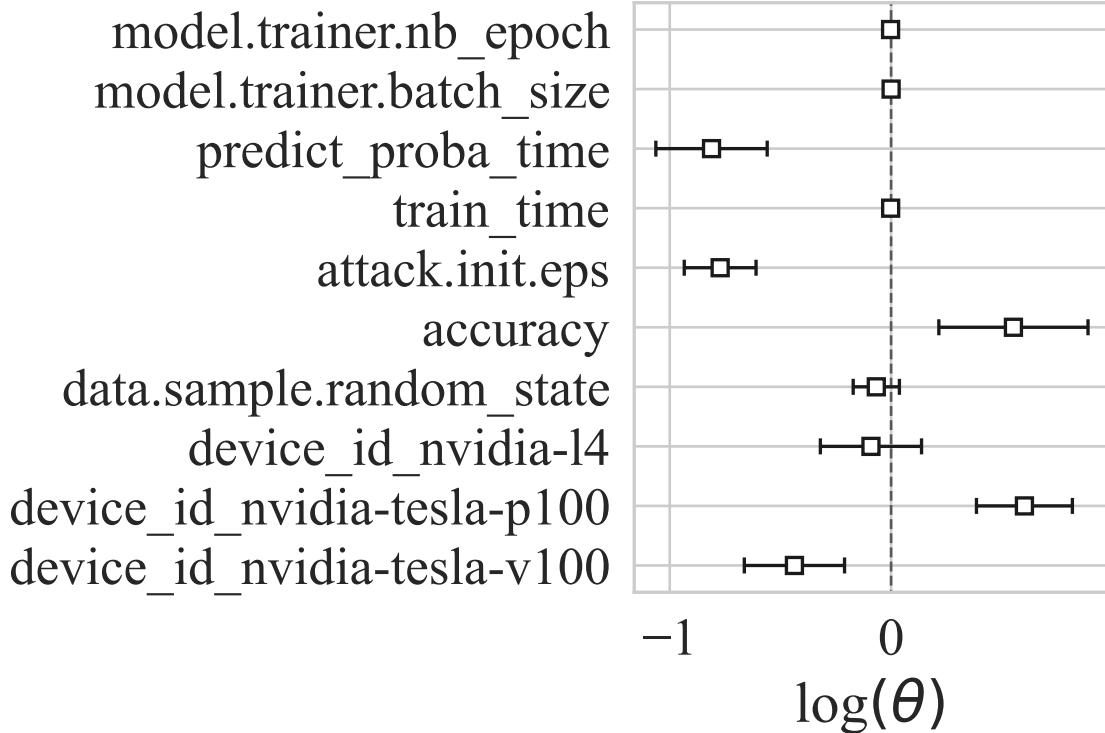 model.trainer.nb_epoch
model.trainer.batch_size
predict_proba_time
train_time
attack.init.eps
accuracy
data.sample.random_state
device_id_nvidia-l4
device_id_nvidia-tesla-p100
device_id_nvidia-tesla-v100
−1 0
log(θ)